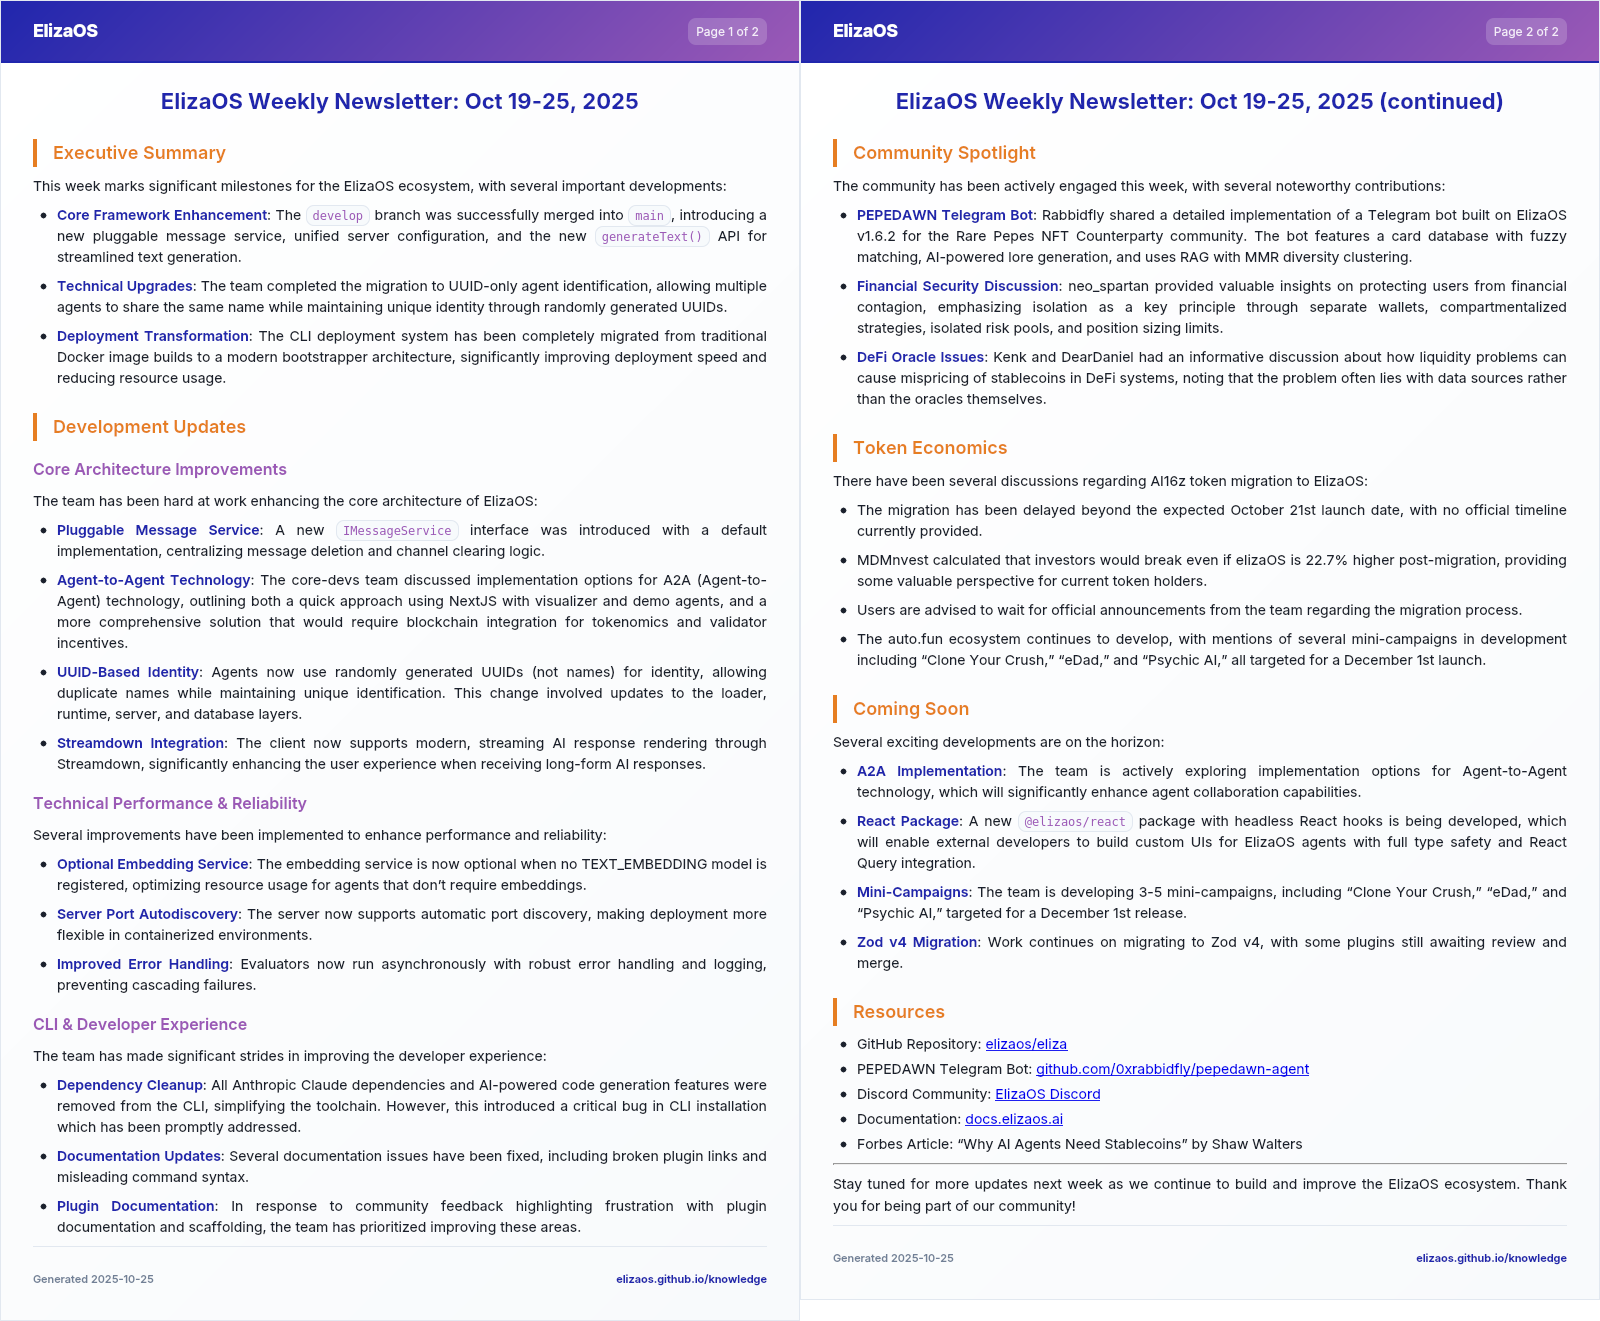 ElizaOS
Page 1 of 2
ElizaOS Weekly Newsletter: Oct 19-25, 2025
Executive Summary
This week marks significant milestones for the ElizaOS ecosystem, with several important developments:
• Core Framework Enhancement: The develop branch was successfully merged into main, introducing a
new pluggable message service, unified server configuration, and the new generateText() API for
streamlined text generation.
• Technical Upgrades: The team completed the migration to UUID-only agent identification, allowing multiple
agents to share the same name while maintaining unique identity through randomly generated UUIDs.
• Deployment Transformation: The CLI deployment system has been completely migrated from traditional
Docker image builds to a modern bootstrapper architecture, significantly improving deployment speed and
reducing resource usage.
Development Updates
Core Architecture Improvements
The team has been hard at work enhancing the core architecture of ElizaOS:
• Pluggable Message Service: A new IMessageService interface was introduced with a default
implementation, centralizing message deletion and channel clearing logic.
• Agent-to-Agent Technology: The core-devs team discussed implementation options for A2A (Agent-to-
Agent) technology, outlining both a quick approach using NextJS with visualizer and demo agents, and a
more comprehensive solution that would require blockchain integration for tokenomics and validator
incentives.
• UUID-Based Identity: Agents now use randomly generated UUIDs (not names) for identity, allowing
duplicate names while maintaining unique identification. This change involved updates to the loader,
runtime, server, and database layers.
• Streamdown Integration: The client now supports modern, streaming AI response rendering through
Streamdown, significantly enhancing the user experience when receiving long-form AI responses.
Technical Performance & Reliability
Several improvements have been implemented to enhance performance and reliability:
• Optional Embedding Service: The embedding service is now optional when no TEXT_EMBEDDING model is
registered, optimizing resource usage for agents that don’t require embeddings.
• Server Port Autodiscovery: The server now supports automatic port discovery, making deployment more
flexible in containerized environments.
• Improved Error Handling: Evaluators now run asynchronously with robust error handling and logging,
preventing cascading failures.
CLI & Developer Experience
The team has made significant strides in improving the developer experience:
• Dependency Cleanup: All Anthropic Claude dependencies and AI-powered code generation features were
removed from the CLI, simplifying the toolchain. However, this introduced a critical bug in CLI installation
which has been promptly addressed.
• Documentation Updates: Several documentation issues have been fixed, including broken plugin links and
misleading command syntax.
• Plugin Documentation: In response to community feedback highlighting frustration with plugin
documentation and scaffolding, the team has prioritized improving these areas.
Generated 2025-10-25
elizaos.github.io/knowledge
ElizaOS
Page 2 of 2
ElizaOS Weekly Newsletter: Oct 19-25, 2025 (continued)
Community Spotlight
The community has been actively engaged this week, with several noteworthy contributions:
• PEPEDAWN Telegram Bot: Rabbidfly shared a detailed implementation of a Telegram bot built on ElizaOS
v1.6.2 for the Rare Pepes NFT Counterparty community. The bot features a card database with fuzzy
matching, AI-powered lore generation, and uses RAG with MMR diversity clustering.
• Financial Security Discussion: neo_spartan provided valuable insights on protecting users from financial
contagion, emphasizing isolation as a key principle through separate wallets, compartmentalized
strategies, isolated risk pools, and position sizing limits.
• DeFi Oracle Issues: Kenk and DearDaniel had an informative discussion about how liquidity problems can
cause mispricing of stablecoins in DeFi systems, noting that the problem often lies with data sources rather
than the oracles themselves.
Token Economics
There have been several discussions regarding AI16z token migration to ElizaOS:
• The migration has been delayed beyond the expected October 21st launch date, with no official timeline
currently provided.
• MDMnvest calculated that investors would break even if elizaOS is 22.7% higher post-migration, providing
some valuable perspective for current token holders.
• Users are advised to wait for official announcements from the team regarding the migration process.
• The auto.fun ecosystem continues to develop, with mentions of several mini-campaigns in development
including “Clone Your Crush,” “eDad,” and “Psychic AI,” all targeted for a December 1st launch.
Coming Soon
Several exciting developments are on the horizon:
• A2A Implementation: The team is actively exploring implementation options for Agent-to-Agent
technology, which will significantly enhance agent collaboration capabilities.
• React Package: A new @elizaos/react package with headless React hooks is being developed, which
will enable external developers to build custom UIs for ElizaOS agents with full type safety and React
Query integration.
• Mini-Campaigns: The team is developing 3-5 mini-campaigns, including “Clone Your Crush,” “eDad,” and
“Psychic AI,” targeted for a December 1st release.
• Zod v4 Migration: Work continues on migrating to Zod v4, with some plugins still awaiting review and
merge.
Resources
• GitHub Repository: elizaos/eliza
• PEPEDAWN Telegram Bot: github.com/0xrabbidfly/pepedawn-agent
• Discord Community: ElizaOS Discord
• Documentation: docs.elizaos.ai
• Forbes Article: “Why AI Agents Need Stablecoins” by Shaw Walters
Stay tuned for more updates next week as we continue to build and improve the ElizaOS ecosystem. Thank
you for being part of our community!
Generated 2025-10-25
elizaos.github.io/knowledge